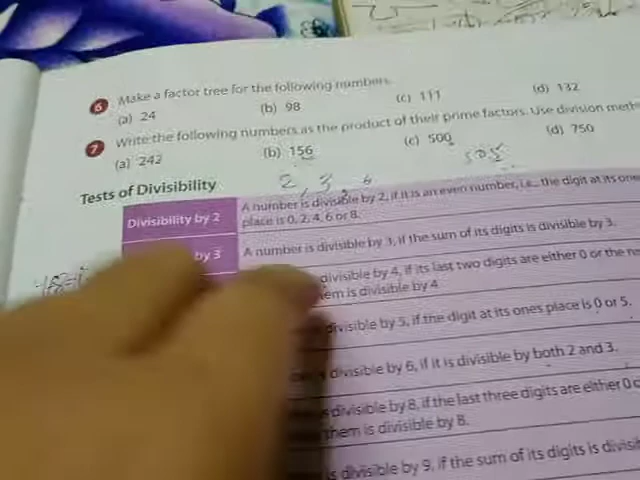 6 Make a factor tree for the following numbers.
(a) 24 (b) 98 (c) 111 (d) 132
7 Write the following numbers as the product of their prime factors. Use division
(a) 242 (b) 156 (c) 500 (d) 750
505
2, 3, 6
Tests of Divisibility
Divisibility by 2
A number is divisible by 2, if it is an even number, i.e., the digit at its
place is 0, 2, 4, 6 or 8.
by 3
A number is divisible by 3, if the sum of its digits is divisible by 3.
divisible by 4, if its last two digits are either 0 or the
is divisible by 4
divisible by 5, if the digit at its ones place is 0 or 5.
divisible by 6, if it is divisible by both 2 and 3.
divisible by 8, if the last three digits are either 0
them is divisible by 8.
is divisible by 9, if the sum of its digits is